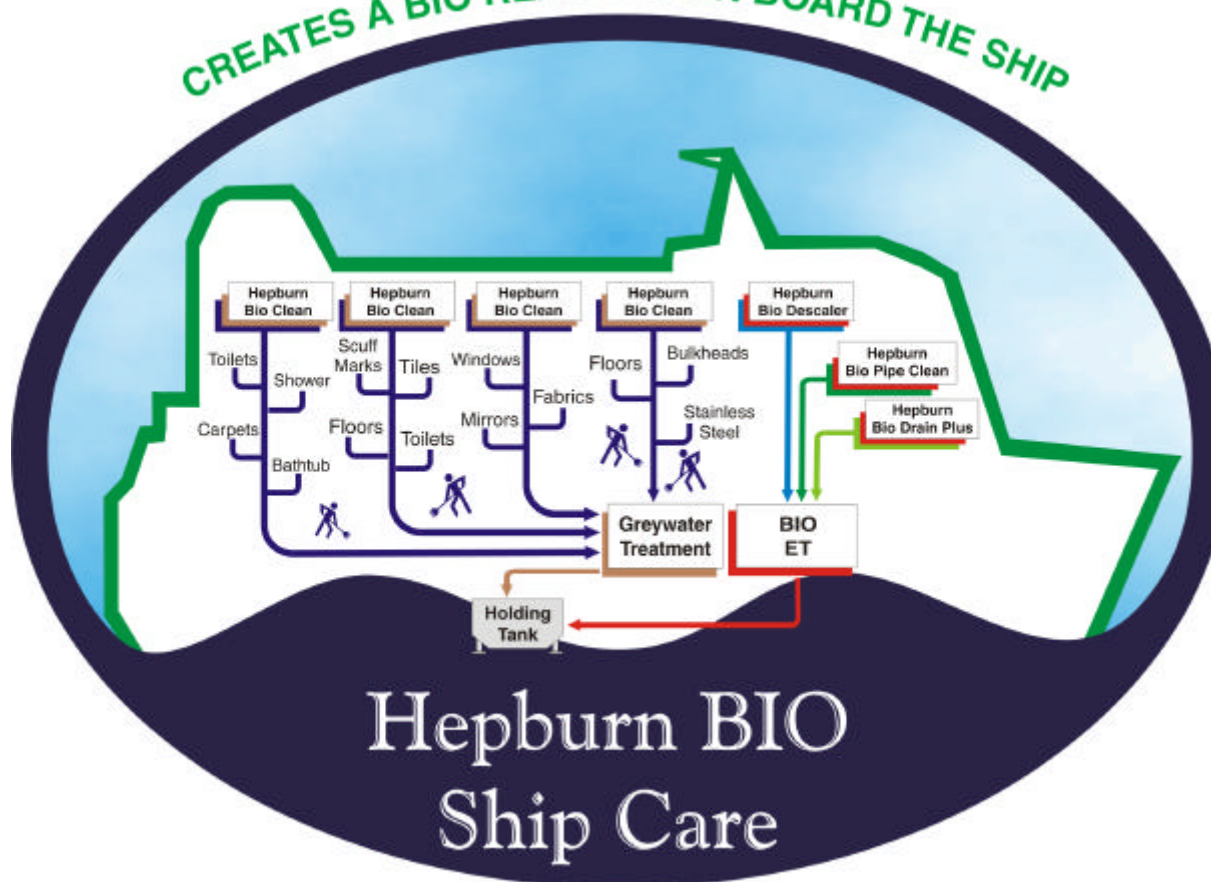 CREATES A BIO BOARD THE SHIP
Hepburn
Bio Clean
Hepburn
Bio Clean
Hepburn
Bio Clean
Hepburn
Bio Clean
Hepburn
Bio Descaler
Toilets
Shower
Carpets
Bathtub
Scuff
Marks
Tiles
Floors
Toilets
Windows
Fabrics
Mirrors
Floors
Bulkheads
Stainless
Steel
Hepburn
Bio Pipe Clean
Hepburn
Bio Drain Plus
Greywater
Treatment
BIO
ET
Holding
Tank
Hepburn BIO
Ship Care